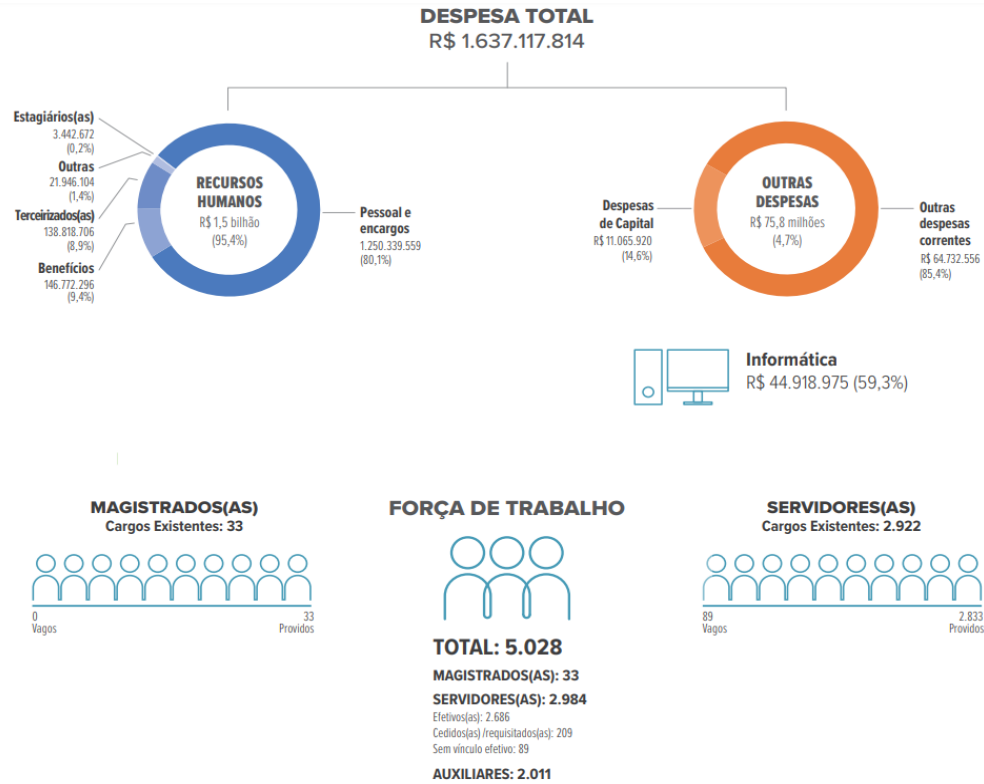 DESPESA TOTAL
R$ 1.637.117.814
Estagiários(as)
3.442.672
(0,2%)
Outras
21.946.104
(1,4%)
Terceirizados(as)
138.818.706
(8,9%)
Benefícios
146.772.296
(9,4%)
RECURSOS
HUMANOS
R$ 1,5 bilhão
(95,4%)
Pessoal e
encargos
1.250.339.559
(80,1%)
Despesas
de Capital
R$ 11.065.920
(14,6%)
OUTRAS
DESPESAS
R$ 75,8 milhões
(4,7%)
Outras
despesas
correntes
R$ 64.732.556
(85,4%)
Informática
R$ 44.918.975 (59,3%)
MAGISTRADOS(AS)
Cargos Existentes: 33
0
Vagos
33
Providos
FORÇA DE TRABALHO
TOTAL: 5.028
MAGISTRADOS(AS): 33
SERVIDORES(AS): 2.984
Efetivos(as): 2.686
Cedidos(as) /requisitados(as): 209
Sem vínculo efetivo: 89
AUXILIARES: 2.011
SERVIDORES(AS)
Cargos Existentes: 2.922
89
Vagos
2.833
Providos